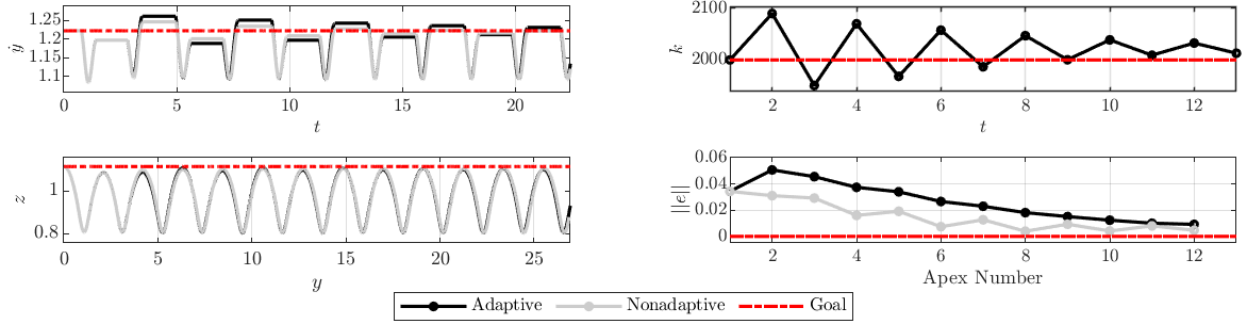 1.25
1.2
1.15
1.1
ẏ
0 5 10 15 20
t
1
0.8
z
0 5 10 15 20 25
y
2100
2000
k
2 4 6 8 10 12
t
0.06
0.04
0.02
0
||e||
2 4 6 8 10 12
Apex Number
Adaptive Nonadaptive Goal